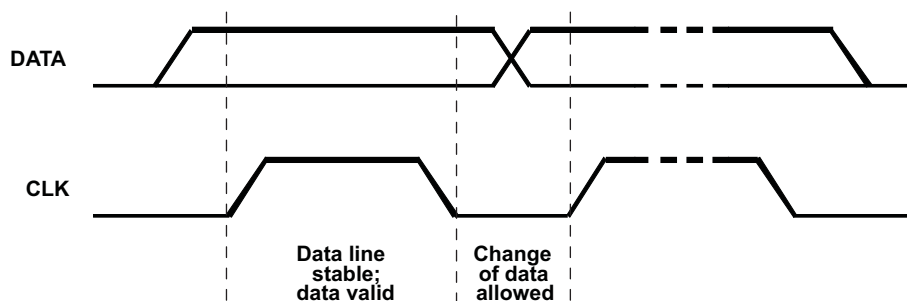 DATA
CLK
Data line
stable;
data valid
Change
of data
allowed